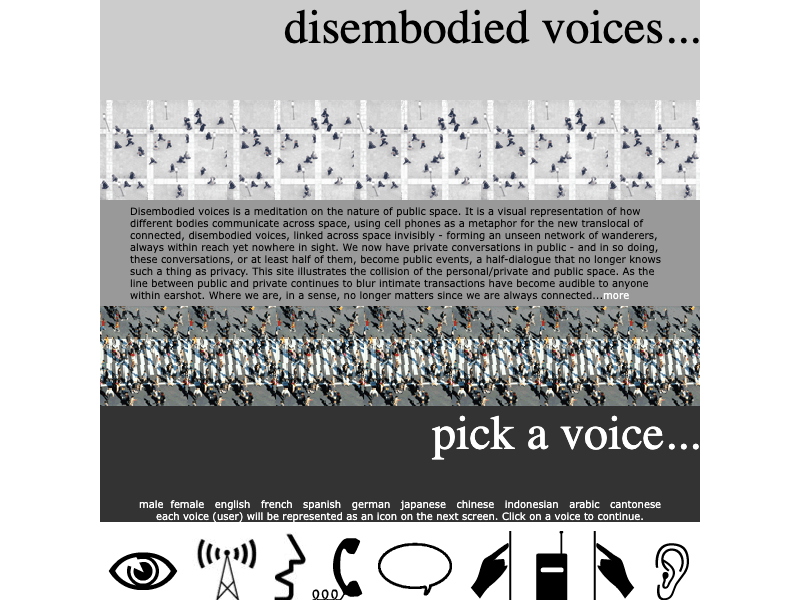 disembodied voices...
Disembodied voices is a meditation on the nature of public space. It is a visual representation of how
different bodies communicate across space, using cell phones as a metaphor for the new translocal of
connected, disembodied voices, linked across space invisibly - forming an unseen network of wanderers,
always within reach yet nowhere in sight. We now have private conversations in public - and in so doing,
these conversations, or at least half of them, become public events, a half-dialogue that no longer knows
such a thing as privacy. This site illustrates the collision of the personal/private and public space. As the
line between public and private continues to blur intimate transactions have become audible to anyone
within earshot. Where we are, in a sense, no longer matters since we are always connected...more
pick a voice...
male female english french spanish german japanese chinese indonesian arabic cantonese
each voice (user) will be represented as an icon on the next screen. Click on a voice to continue.